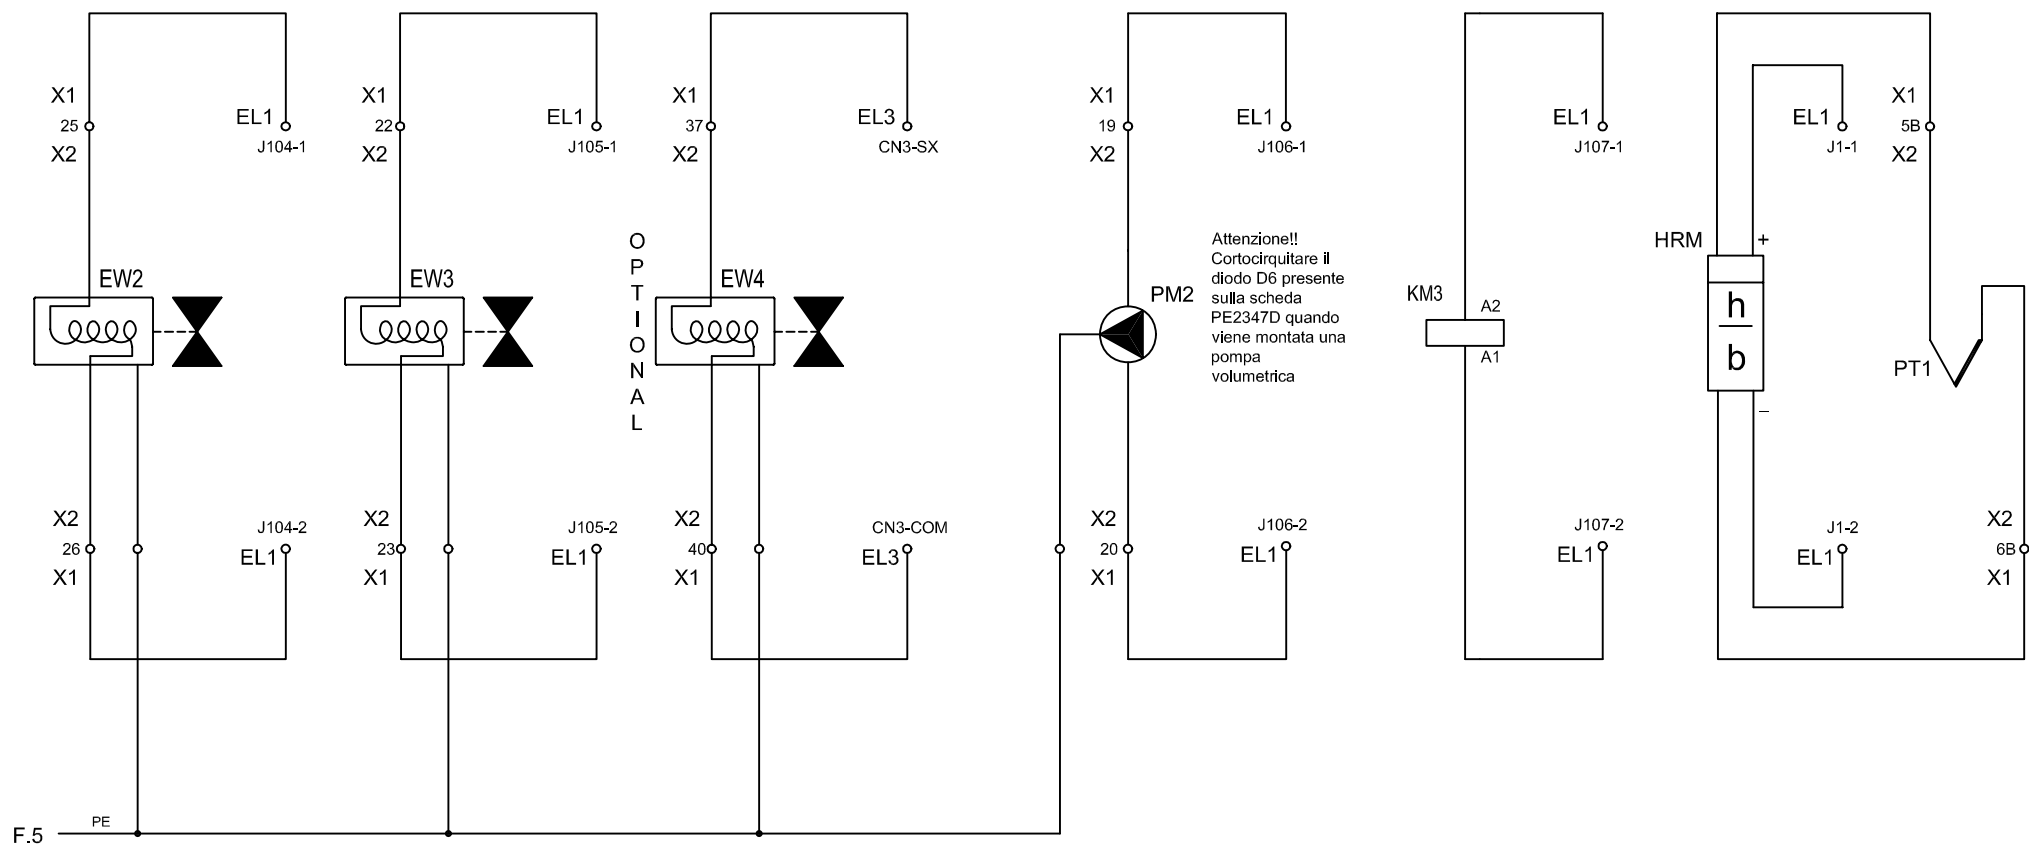 X1
25
X2
EL1
J104-1
X1
22
X2
EL1
J105-1
X1
37
X2
EL3
CN3-SX
X1
19
X2
EL1
J106-1
EL1
J107-1
EL1
J1-1
X1
5B
X2
EW2
EW3
OPTIONAL
EW4
PM2
Attenzione!!
Cortocirquitare il
diodo D6 presente
sulla scheda
PE2347D quando
viene montata una
pompa
volumetrica
KM3
A2
A1
HRM
+
h
b
–
PT1
X2
26
X1
J104-2
EL1
X2
23
X1
J105-2
EL1
X2
40
X1
CN3-COM
EL3
X2
20
X1
J106-2
EL1
J107-2
EL1
J1-2
EL1
X2
6B
X1
F.5
PE